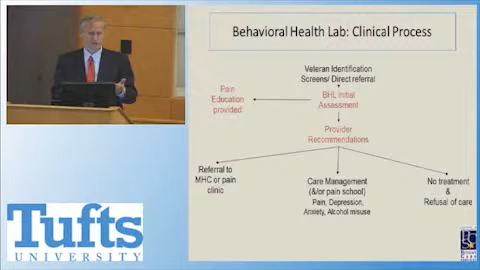 Behavioral Health Lab: Clinical Process
Veteran Identification
Screens/ Direct referral
Pain
Education
provided
BHL Initial
Assessment
Provider
Recommendations
Referral to
MHC or pain
clinic
Care Management
(&/or pain school)
Pain, Depression,
Anxiety, Alcohol misuse
No treatment
&
Refusal of care
Tufts
UNIVERSITY